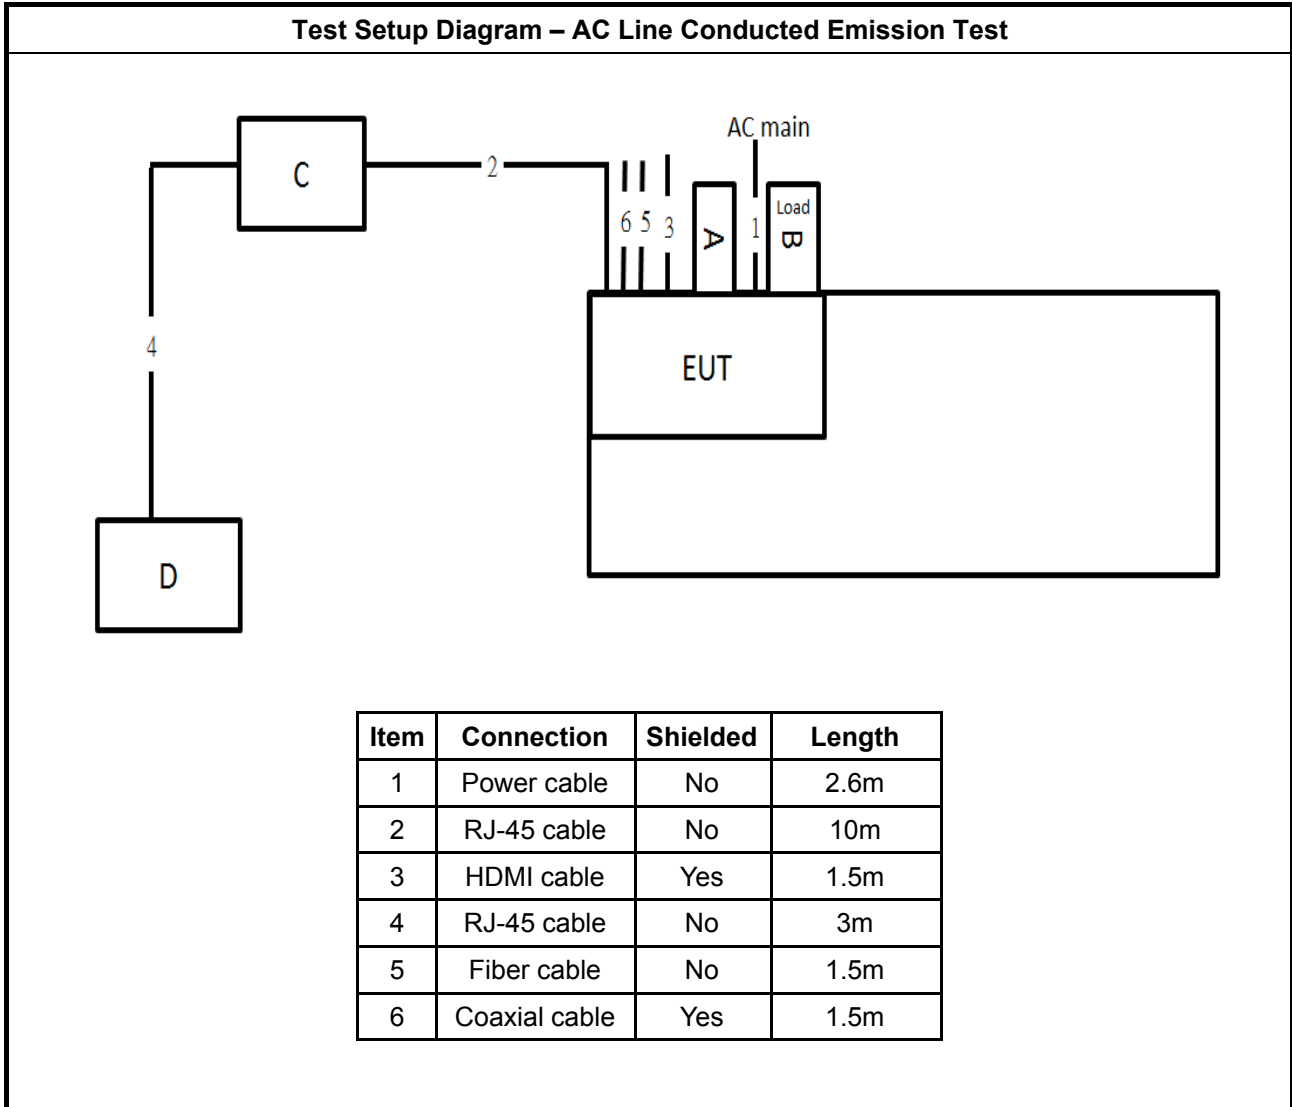 Test Setup Diagram – AC Line Conducted Emission Test
AC main
C
2
6 5 3
A
1
Load
B
4
EUT
D
Item Connection Shielded Length
1 Power cable No 2.6m
2 RJ-45 cable No 10m
3 HDMI cable Yes 1.5m
4 RJ-45 cable No 3m
5 Fiber cable No 1.5m
6 Coaxial cable Yes 1.5m